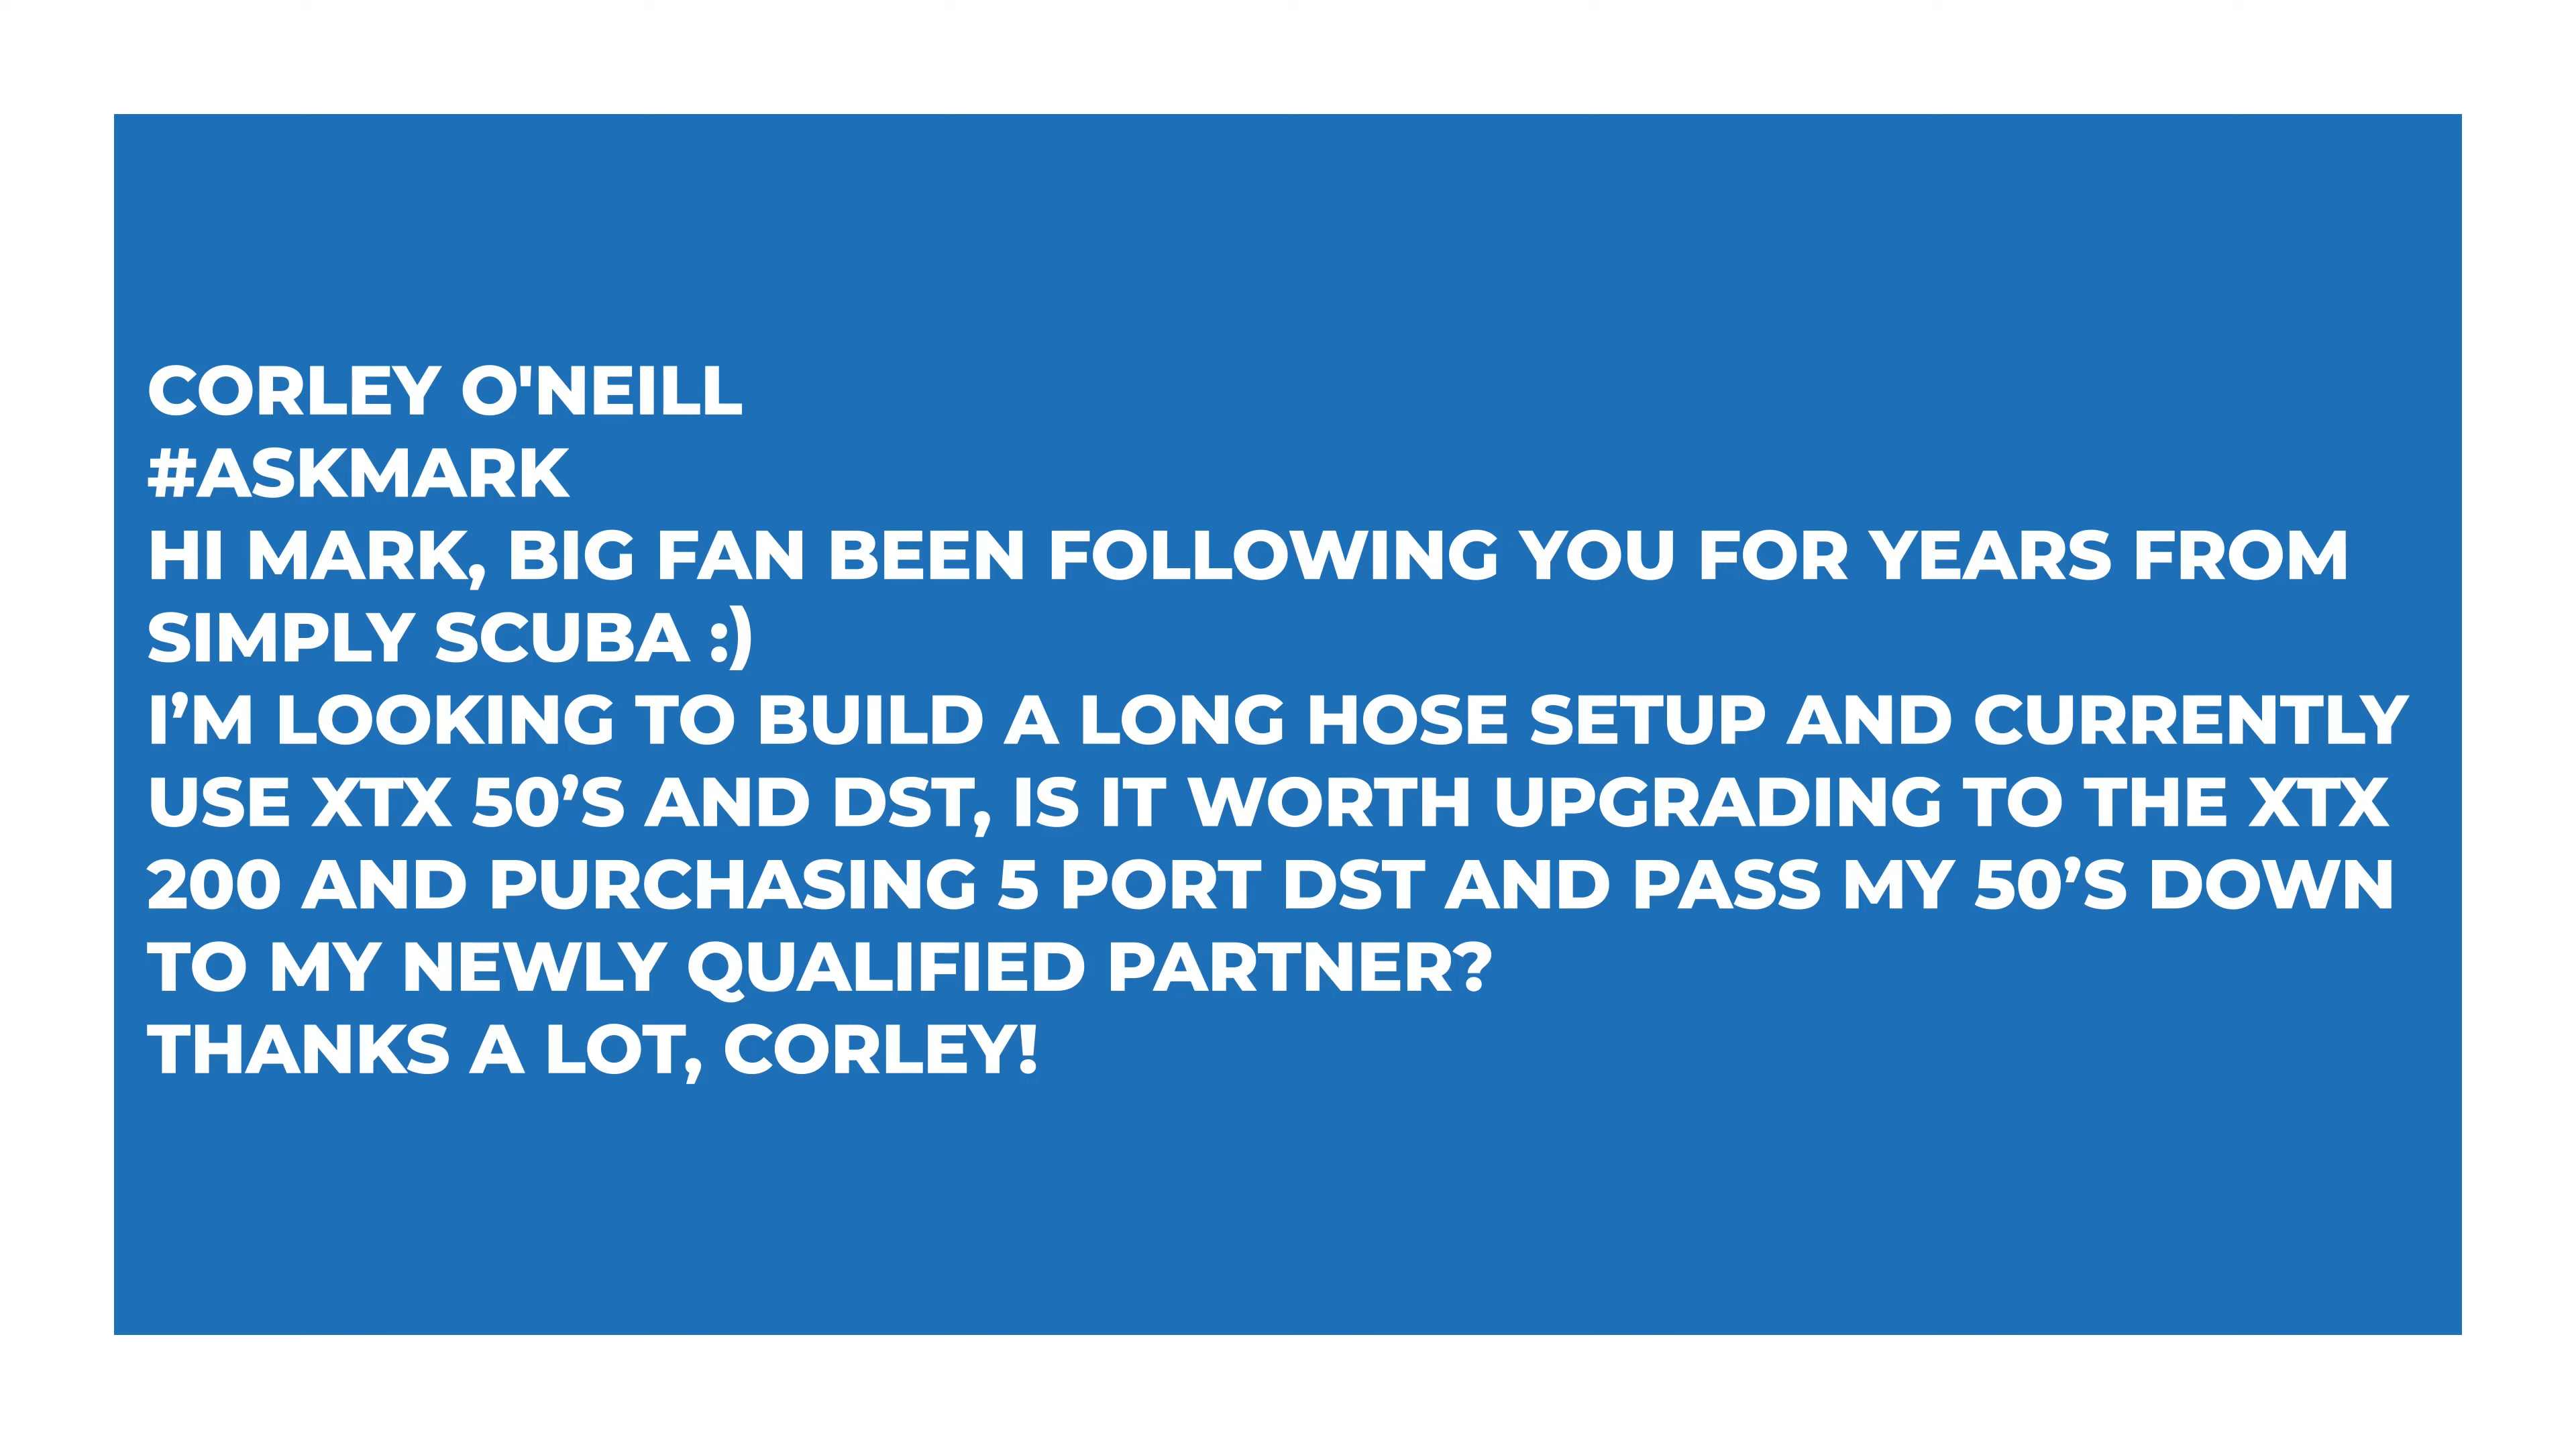 CORLEY O'NEILL
#ASKMARK
HI MARK, BIG FAN BEEN FOLLOWING YOU FOR YEARS FROM
SIMPLY SCUBA :)
I’M LOOKING TO BUILD A LONG HOSE SETUP AND CURRENTLY
USE XTX 50’S AND DST, IS IT WORTH UPGRADING TO THE XTX
200 AND PURCHASING 5 PORT DST AND PASS MY 50’S DOWN
TO MY NEWLY QUALIFIED PARTNER?
THANKS A LOT, CORLEY!